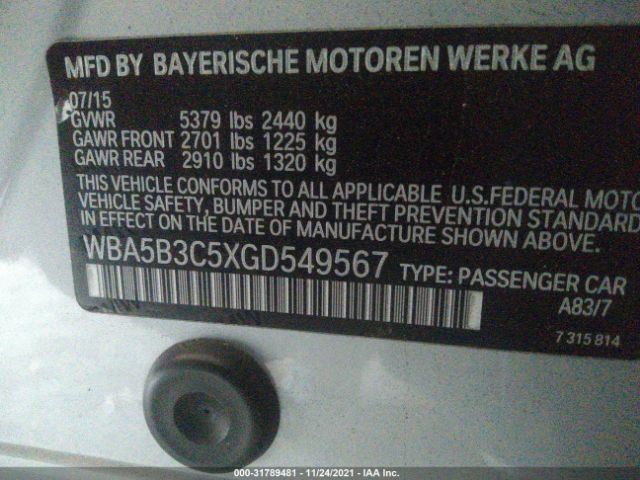 MFD BY BAYERISCHE MOTOREN WERKE AG
07/15
GVWR 5379 lbs 2440 kg
GAWR FRONT 2701 lbs 1225 kg
GAWR REAR 2910 lbs 1320 kg
THIS VEHICLE CONFORMS TO ALL APPLICABLE U.S.FEDERAL MOTO
VEHICLE SAFETY, BUMPER AND THEFT PREVENTION STANDARD
IN EFFECT ON THE DATE OF MANUFACTURE SHOWN ABOVE.
WBA5B3C5XGD549567 TYPE: PASSENGER CAR
A83/7
7 315 814
000-31789481 - 11/24/2021 - IAA Inc.